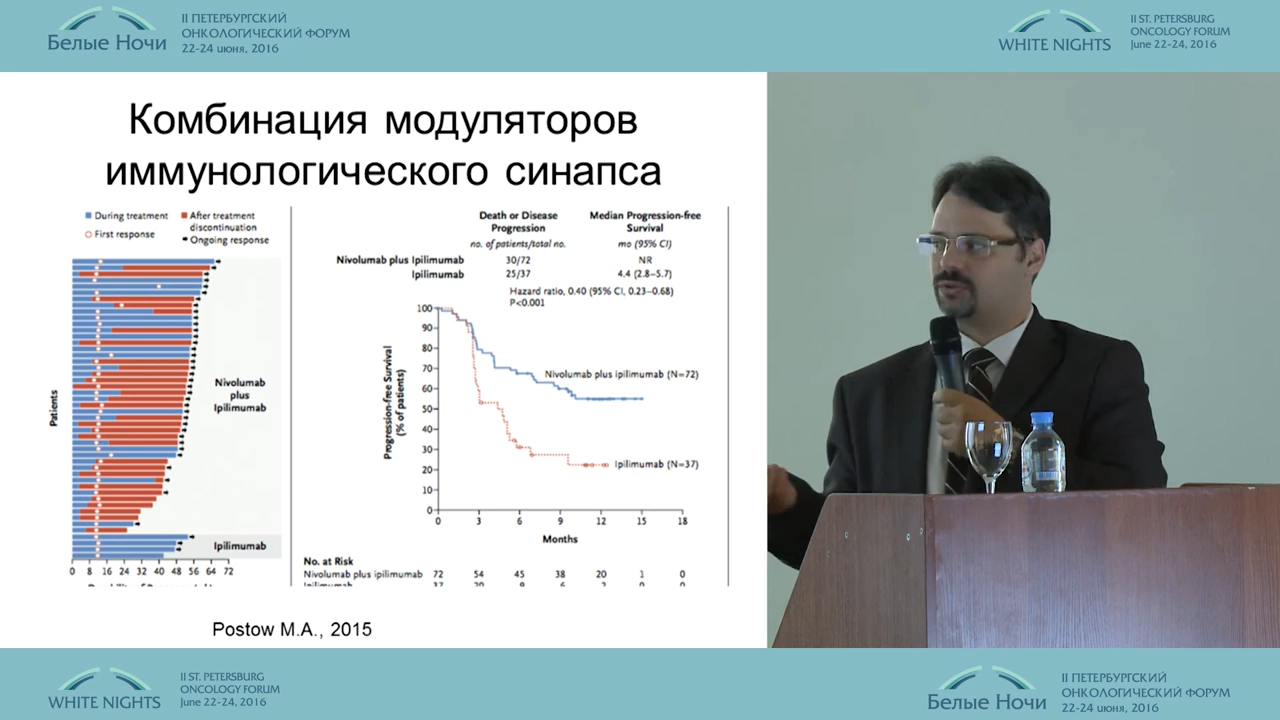 Белые Ночи
II ПЕТЕРБУРГСКИЙ
ОНКОЛОГИЧЕСКИЙ ФОРУМ
22-24 июня, 2016
WHITE NIGHTS
II ST. PETERSBURG
ONCOLOGY FORUM
June 22-24, 2016
Комбинация модуляторов
иммунологического синапса
During treatment
After treatment
discontinuation
First response
Ongoing response
Patients
Nivolumab
plus
Ipilimumab
Ipilimumab
0 8 16 24 32 40 48 56 64 72
Death or Disease
Progression
Median Progression-free
Survival
no. of patients/total no.
mo (95% CI)
Nivolumab plus Ipilimumab 30/72 NR
Ipilimumab 25/37 4.4 (2.8–5.7)
Hazard ratio, 0.40 (95% CI, 0.23–0.68)
P<0.001
Progression-free Survival
(% of patients)
100
90
80
70
60
50
40
30
20
10
0
Nivolumab plus ipilimumab (N=72)
Ipilimumab (N=37)
0 3 6 9 12 15 18
Months
No. at Risk
Nivolumab plus ipilimumab 72 54 45 38 20 1 0
Postow M.A., 2015
WHITE NIGHTS
II ST. PETERSBURG
ONCOLOGY FORUM
June 22-24, 2016
Белые Ночи
II ПЕТЕРБУРГСКИЙ
ОНКОЛОГИЧЕСКИЙ ФОРУМ
22-24 июня, 2016